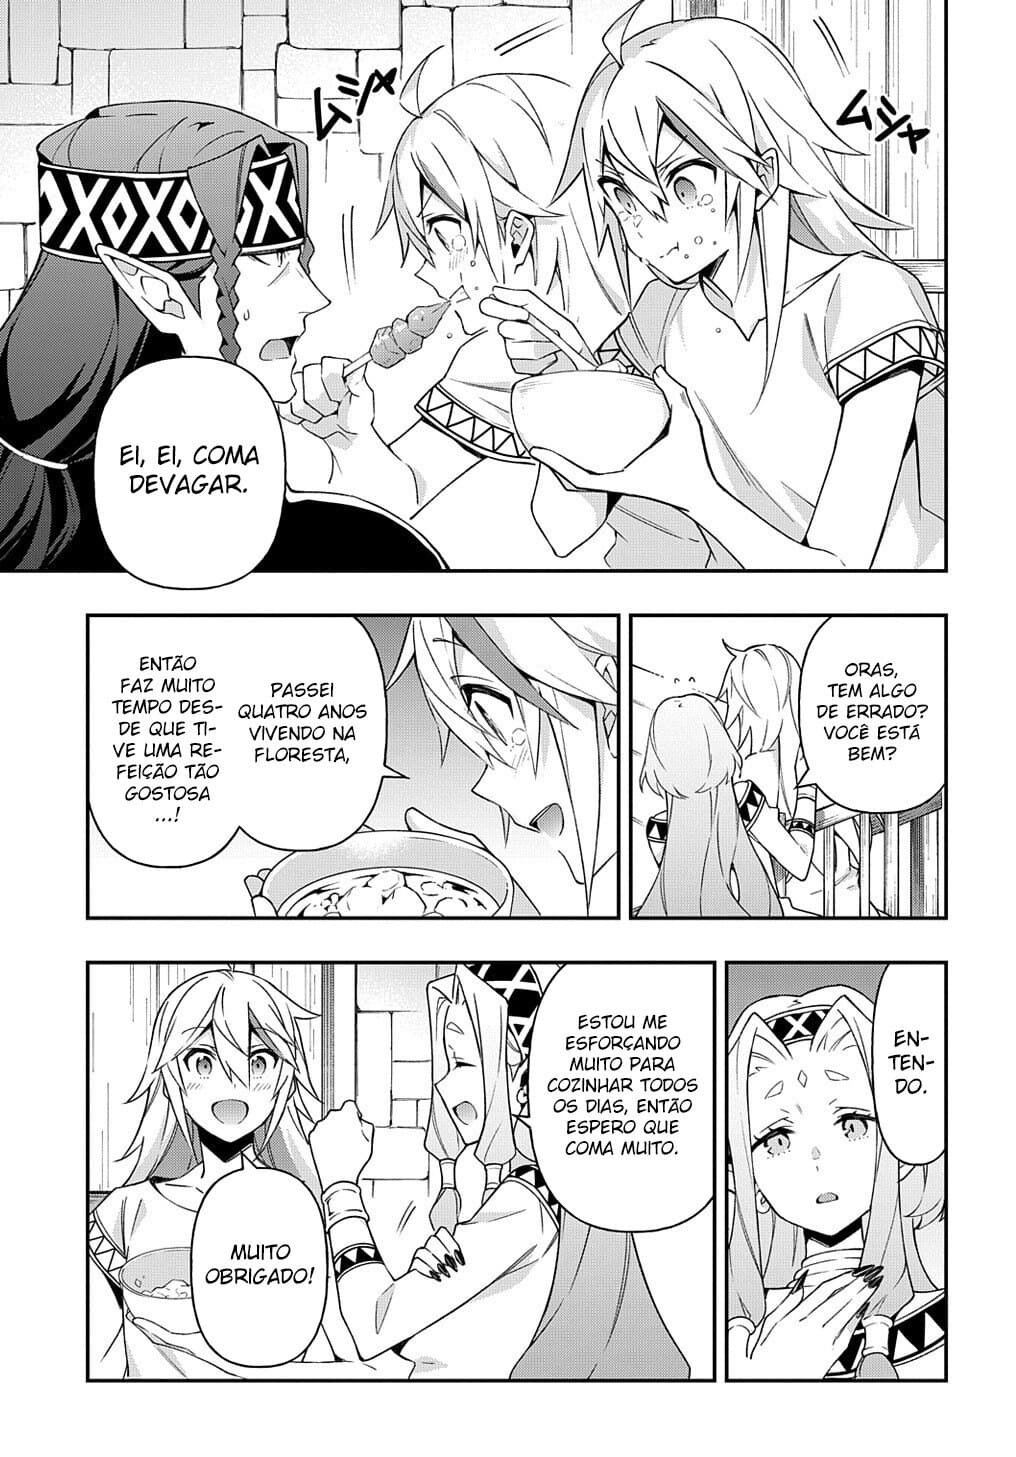 ムシャ
ムシャ
EI, EI, COMA
DEVAGAR.
ORAS,
TEM ALGO
DE ERRADO?
VOCÊ ESTÁ
BEM?
PASSEI
QUATRO ANOS
VIVENDO NA
FLORESTA,
ENTÃO
FAZ MUITO
TEMPO DES-
DE QUE TI-
VE UMA RE-
FEIÇÃO TÃO
GOSTOSA
...!
EN-
TEN-
DO.
ESTOU ME
ESFORÇANDO
MUITO PARA
COZINHAR TODOS
OS DIAS, ENTÃO
ESPERO QUE
COMA MUITO.
MUITO
OBRIGADO!